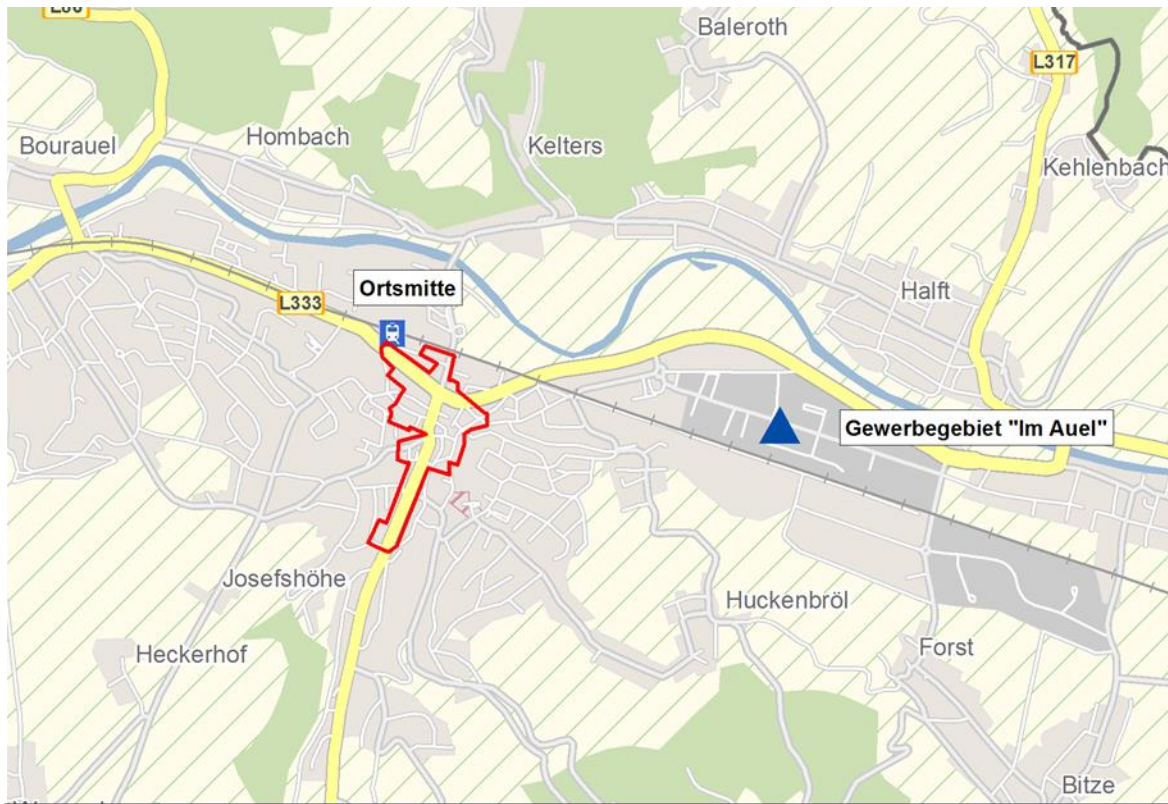 Baleroth
L317
Bourauel
Hombach
Kelters
Kehlenbach
Ortsmitte
L333
Halft
Gewerbegebiet "Im Auel"
Josefshöhe
Huckenbröl
Heckerhof
Forst
Bitze